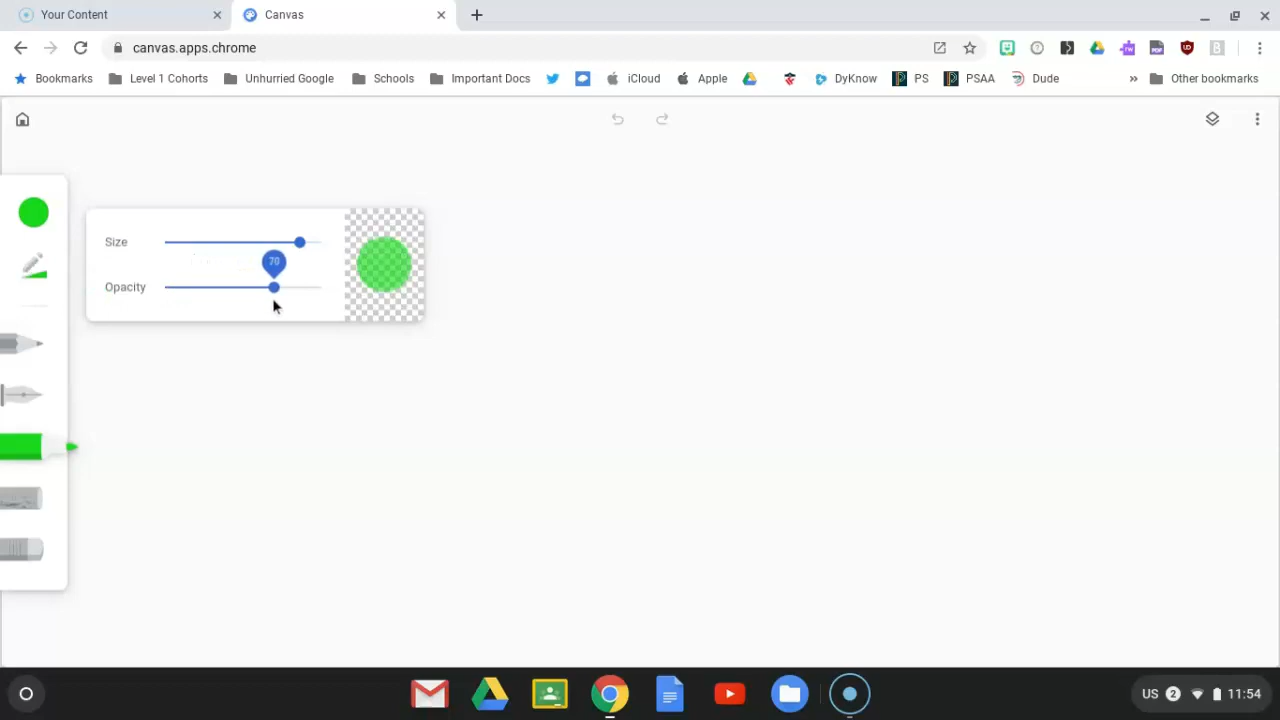 Your Content
Canvas
canvas.apps.chrome
Bookmarks Level 1 Cohorts Unhurried Google Schools Important Docs iCloud Apple DyKnow PS PSAA Dude » Other bookmarks
Size
70
Opacity
US 2 11:54